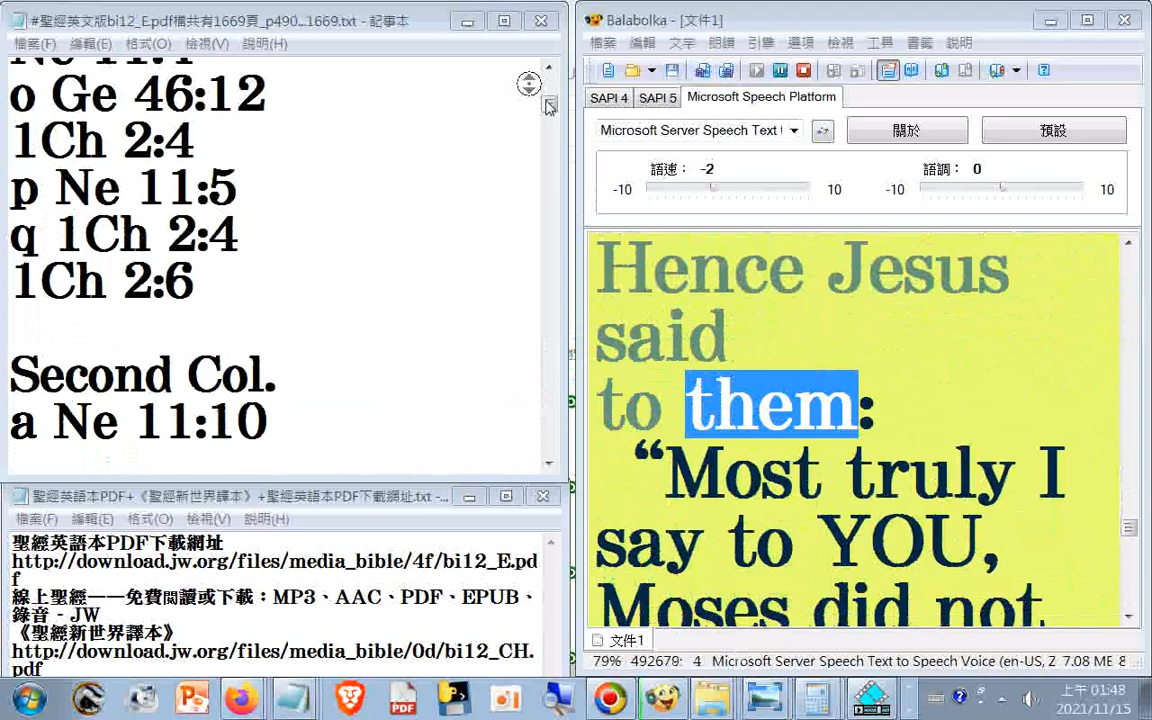 #聖經英文版bi12_E.pdf檔共有1669頁_p490...1669.txt - 記事本
檔案(F) 編輯(E) 格式(O) 檢視(V) 說明(H)
Ne 11:4
o Ge 46:12
1Ch 2:4
p Ne 11:5
q 1Ch 2:4
1Ch 2:6
Second Col.
a Ne 11:10
聖經英語本PDF+《聖經新世界譯本》+聖經英語本PDF下載網址.txt -...
檔案(F) 編輯(E) 格式(O) 檢視(V) 說明(H)
聖經英語本PDF下載網址
http://download.jw.org/files/media_bible/4f/bi12_E.pd
f
線上聖經——免費閱讀或下載：MP3、AAC、PDF、EPUB、
錄音 - JW
《聖經新世界譯本》
http://download.jw.org/files/media_bible/0d/bi12_CH.
pdf
Balabolka - [文件1]
檔案 編輯 文字 朗讀 引擎 選項 檢視 工具 書籤 說明
SAPI 4 SAPI 5 Microsoft Speech Platform
Microsoft Server Speech Text
關於 預設
語速： -2 語調： 0
-10 10 -10 10
Hence Jesus
said
to them:
“Most truly I
say to YOU,
Moses did not
文件1
79% 492679: 4 Microsoft Server Speech Text to Speech Voice (en-US, Z 7.08 ME 8
PDF
上午 01:48
2021/11/15